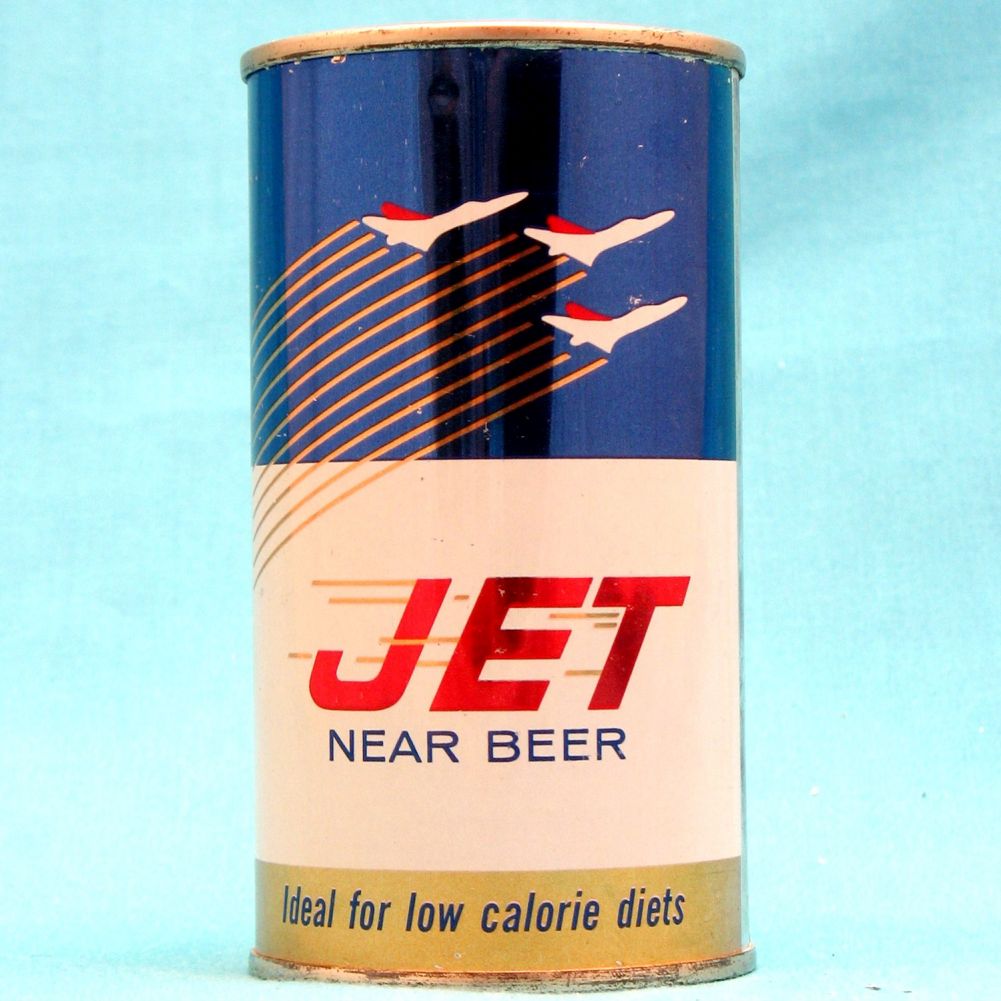 JET
NEAR BEER
Ideal for low calorie diets